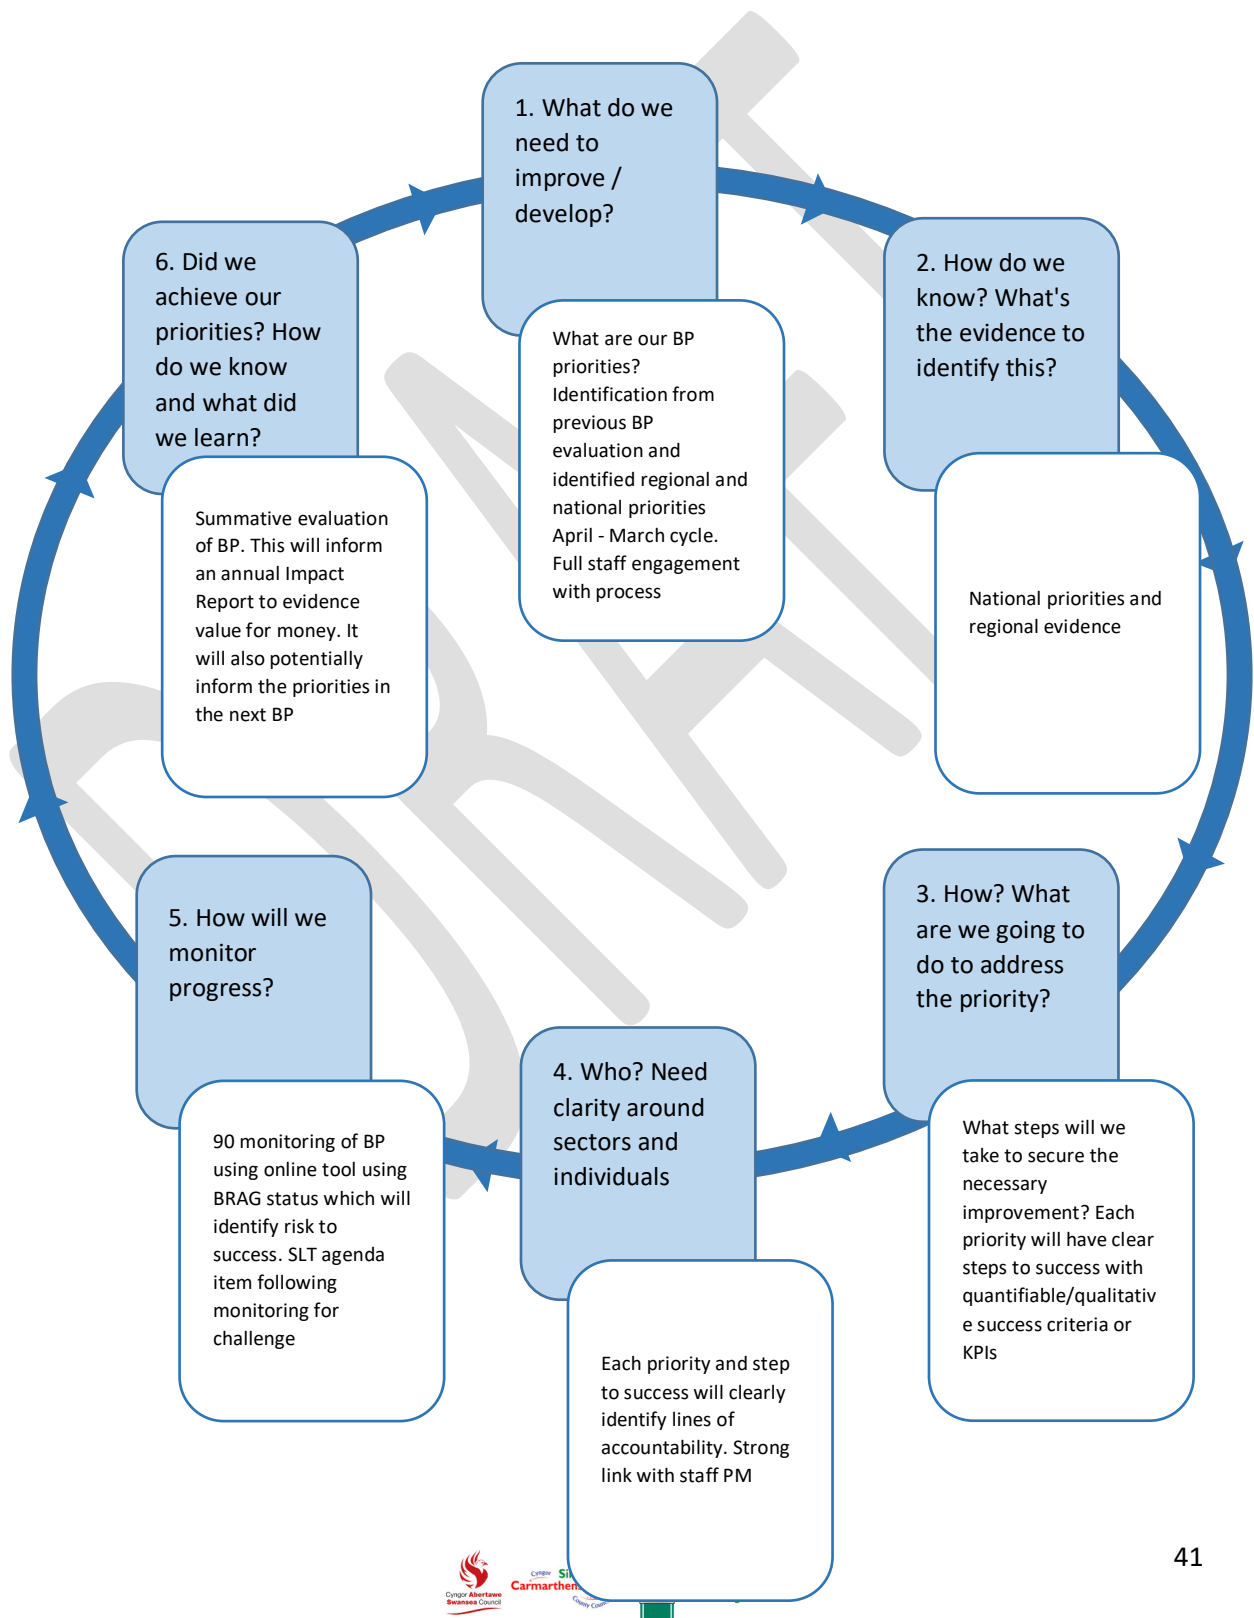 1. What do we
need to
improve /
develop?
What are our BP
priorities?
Identification from
previous BP
evaluation and
identified regional and
national priorities
April - March cycle.
Full staff engagement
with process
2. How do we
know? What's
the evidence to
identify this?
National priorities and
regional evidence
3. How? What
are we going to
do to address
the priority?
What steps will we
take to secure the
necessary
improvement? Each
priority will have clear
steps to success with
quantifiable/qualitativ
e success criteria or
KPIs
4. Who? Need
clarity around
sectors and
individuals
Each priority and step
to success will clearly
identify lines of
accountability. Strong
link with staff PM
5. How will we
monitor
progress?
90 monitoring of BP
using online tool using
BRAG status which will
identify risk to
success. SLT agenda
item following
monitoring for
challenge
6. Did we
achieve our
priorities? How
do we know
and what did
we learn?
Summative evaluation
of BP. This will inform
an annual Impact
Report to evidence
value for money. It
will also potentially
inform the priorities in
the next BP
DRAFT
Cyngor Abertawe
Swansea Council
Cyngor
County
41